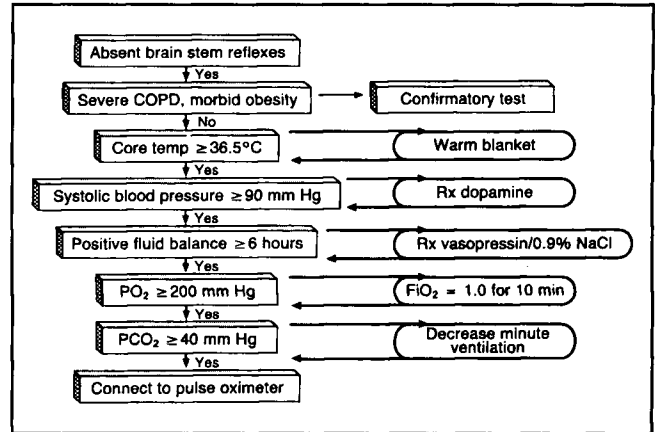 Absent brain stem reflexes
Yes
Severe COPD, morbid obesity
Confirmatory test
No
Core temp ≥36.5°C
Warm blanket
Yes
Systolic blood pressure ≥90 mm Hg
Rx dopamine
Yes
Positive fluid balance ≥6 hours
Rx vasopressin/0.9% NaCl
Yes
PO₂ ≥200 mm Hg
FiO₂ = 1.0 for 10 min
Yes
PCO₂ ≥40 mm Hg
Decrease minute
ventilation
Yes
Connect to pulse oximeter